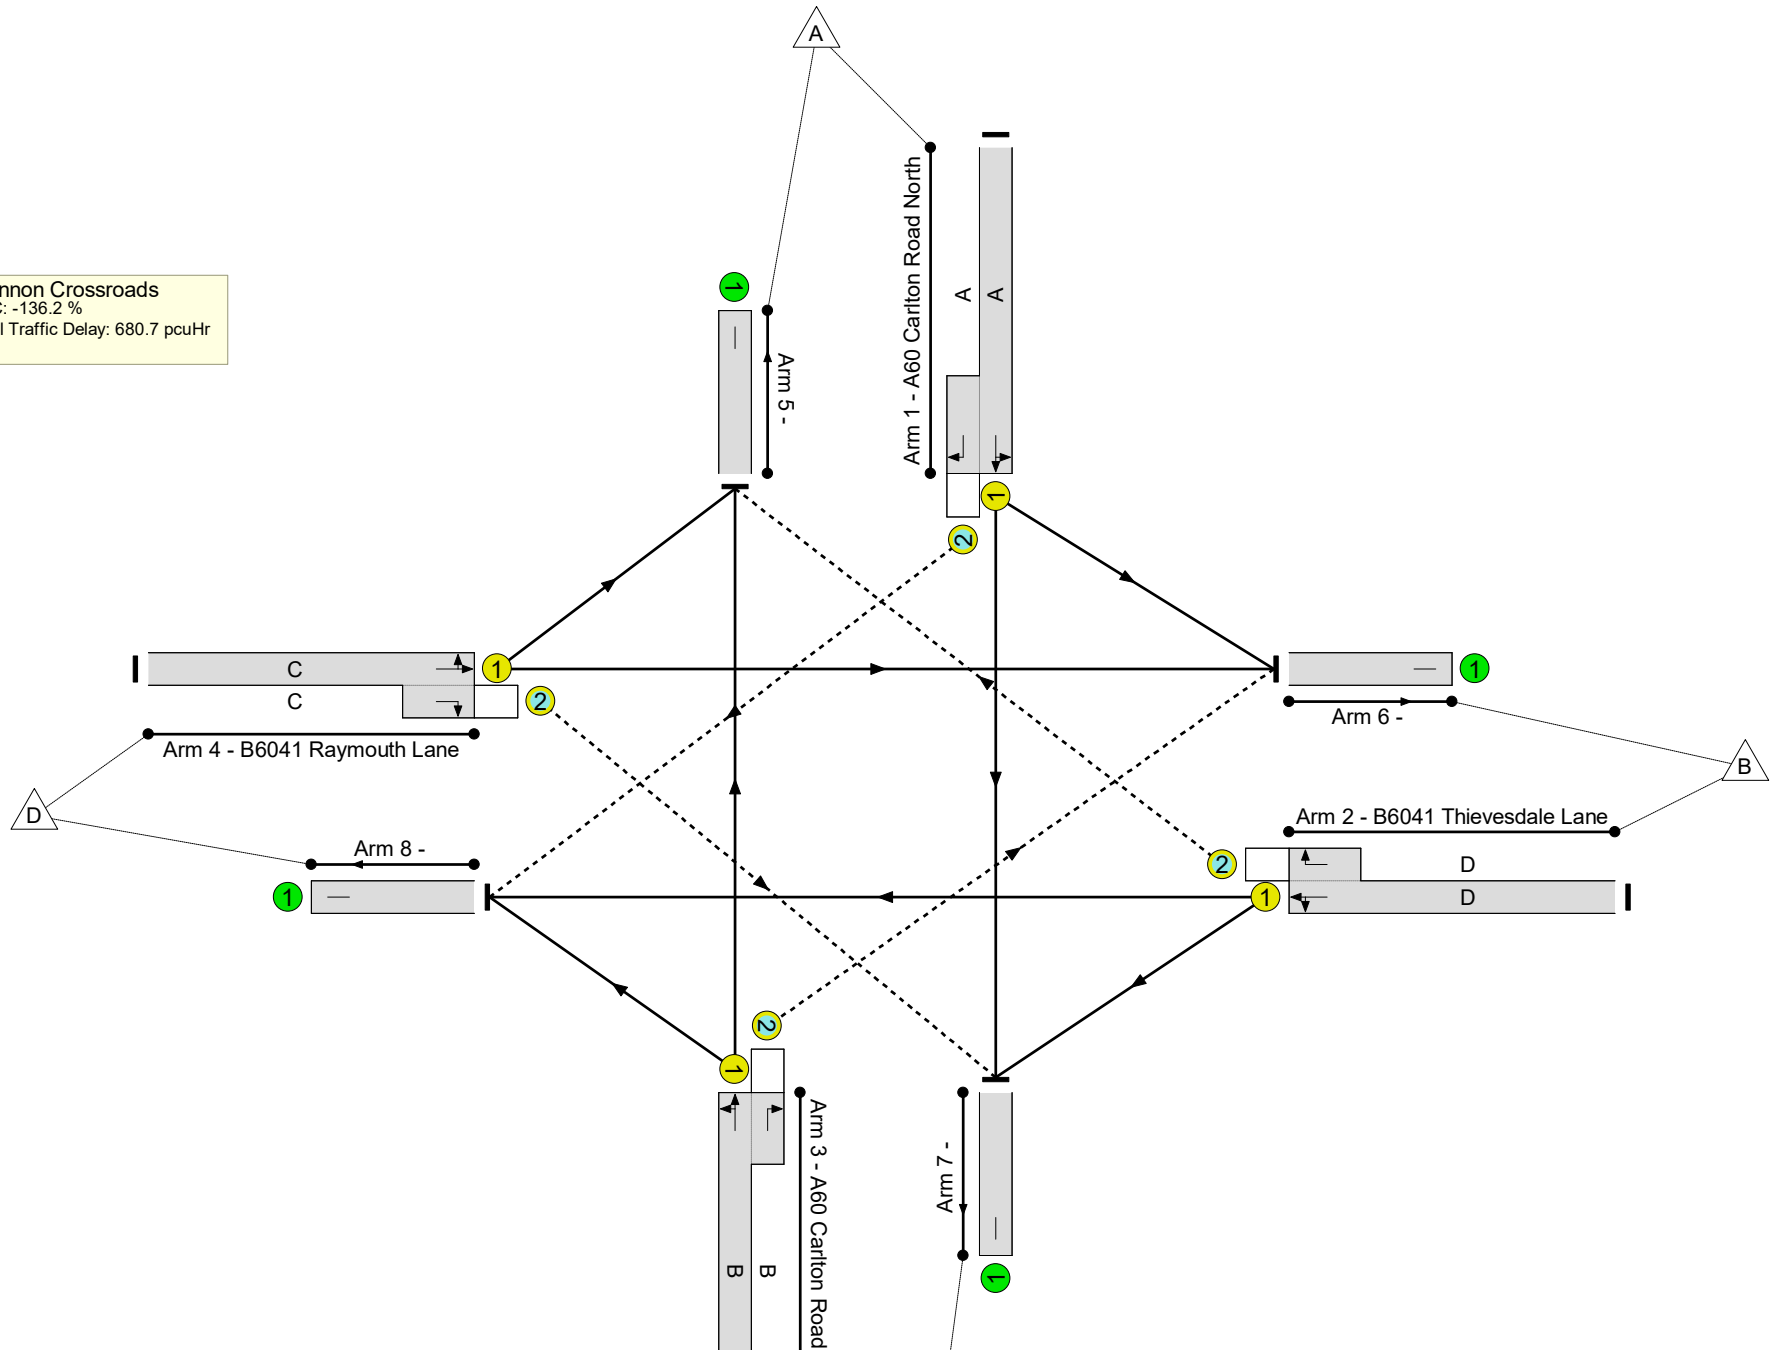 A
Arm 1 - A60 Carlton Road North
A
A
nnon Crossroads
C: -136.2 %
l Traffic Delay: 680.7 pcuHr
1
Arm 5 -
1
2
C
1
C
2
Arm 4 - B6041 Raymouth Lane
1
Arm 6 -
B
D
Arm 2 - B6041 Thievesdale Lane
Arm 8 -
2
D
1
1
D
2
1
Arm 3 - A60 Carlton Road
Arm 7 -
B
B
1